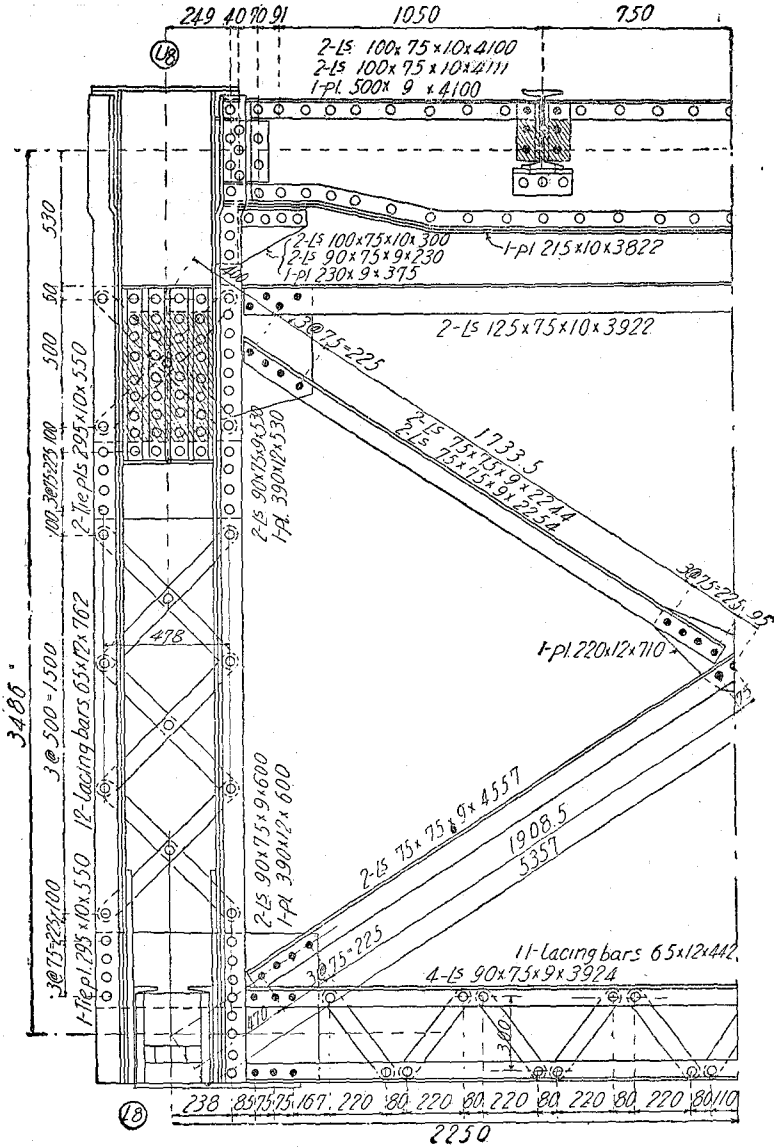 249 40 70 91 1050 750
U8
2-Ls 100x75x10x4100
2-Ls 100x75x10x4111
1-pl. 500x 9 x4100
530
2-Ls 100x75x10x300
2-Ls 90x75x9x230
1-pl 230x9x375
1-pl 215x10x3822
60
3@75=225
2-Ls 125x75x10x3922
500
2-Tie pls 295x10x550
2-Ls 90x75x9x530
1-pl. 390x12x530
1733.5
2-Ls 75x75x9x2244
2-Ls 75x75x9x2254
100 3@75=225 100
3@75=225 95
1-pl. 220x12x710
75
478
3486
3@500=1500
12-lacing bars 65x12x762
2-Ls 90x75x9x600
1-pl 390x12x600
2-Ls 75x75x9x4557
1908.5
5357
3@75=225 100
1-Tie pl. 295x10x550
3@75=225
11-Lacing bars 65x12x442
4-Ls 90x75x9x3924
470
300
L8
238 85 75 75 167 220 80 220 80 220 80 220 80 220 80 110
2250